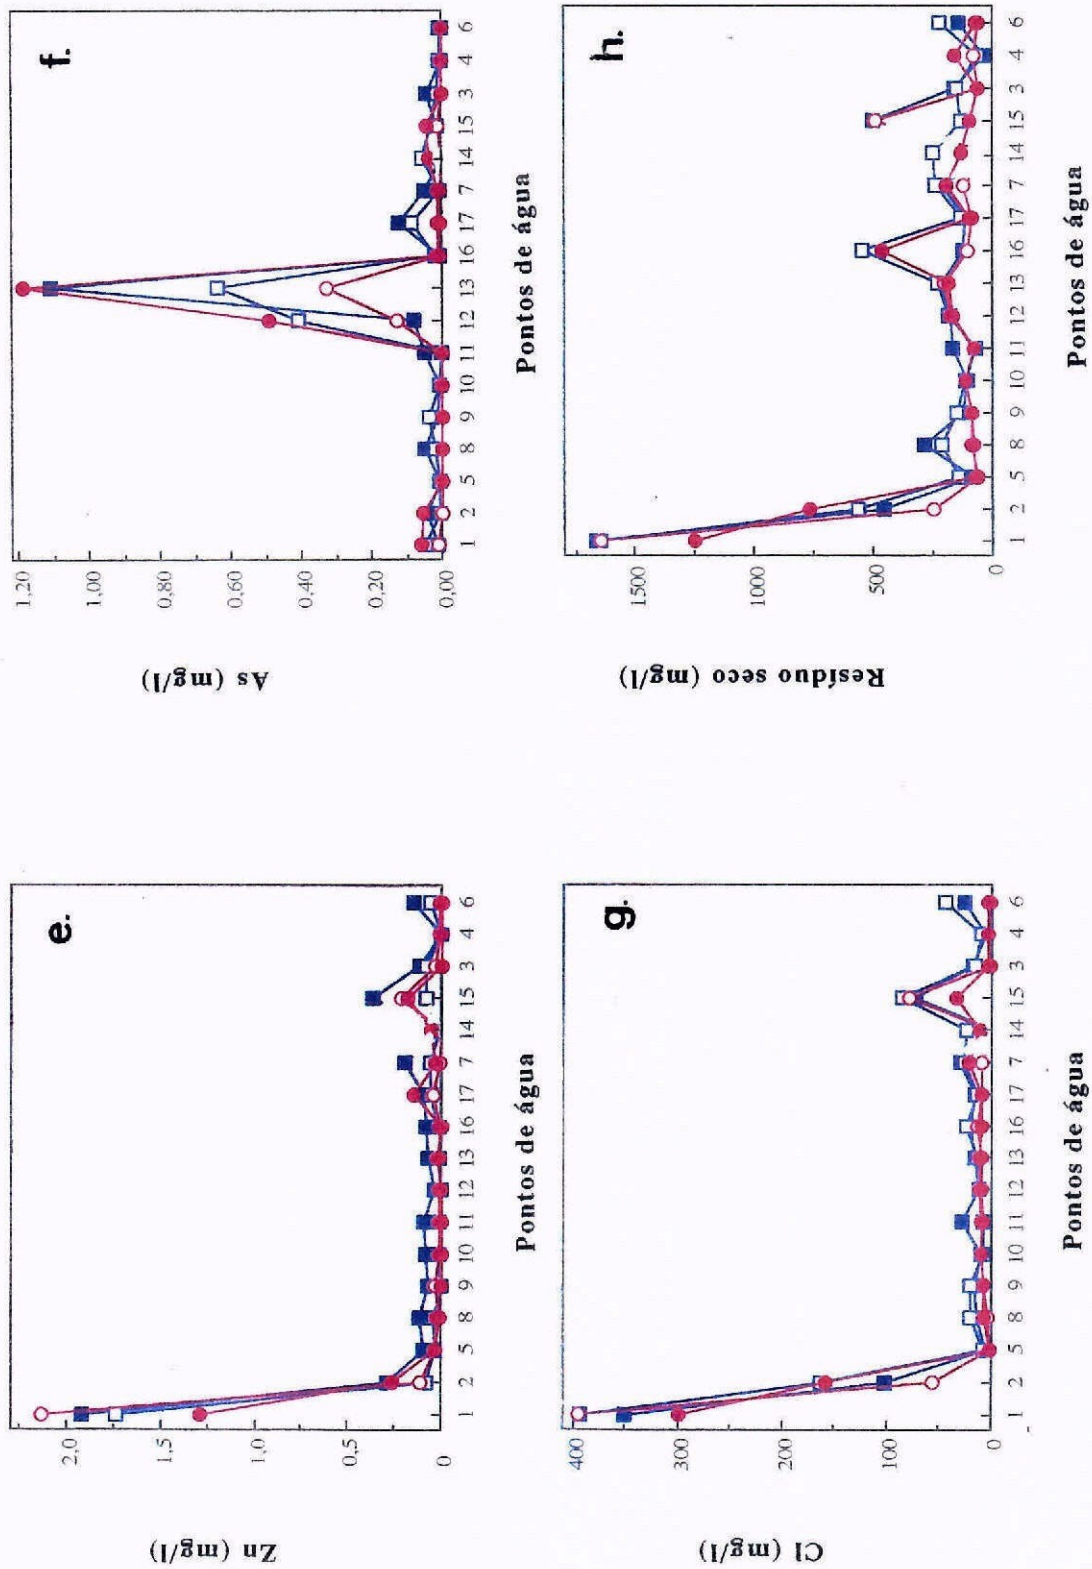 e.
Zn (mg/l)
2,0
1,5
1,0
0,5
0
1 2 5 8 9 10 11 12 13 16 17 7 14 15 3 4 6
Pontos de água
f.
As (mg/l)
1,20
1,00
0,80
0,60
0,40
0,20
0,00
1 2 5 8 9 10 11 12 13 16 17 7 14 15 3 4 6
Pontos de água
g.
Cl (mg/l)
400
300
200
100
0
1 2 5 8 9 10 11 12 13 16 17 7 14 15 3 4 6
Pontos de água
h.
Resíduo seco (mg/l)
1500
1000
500
0
1 2 5 8 9 10 11 12 13 16 17 7 14 15 3 4 6
Pontos de água